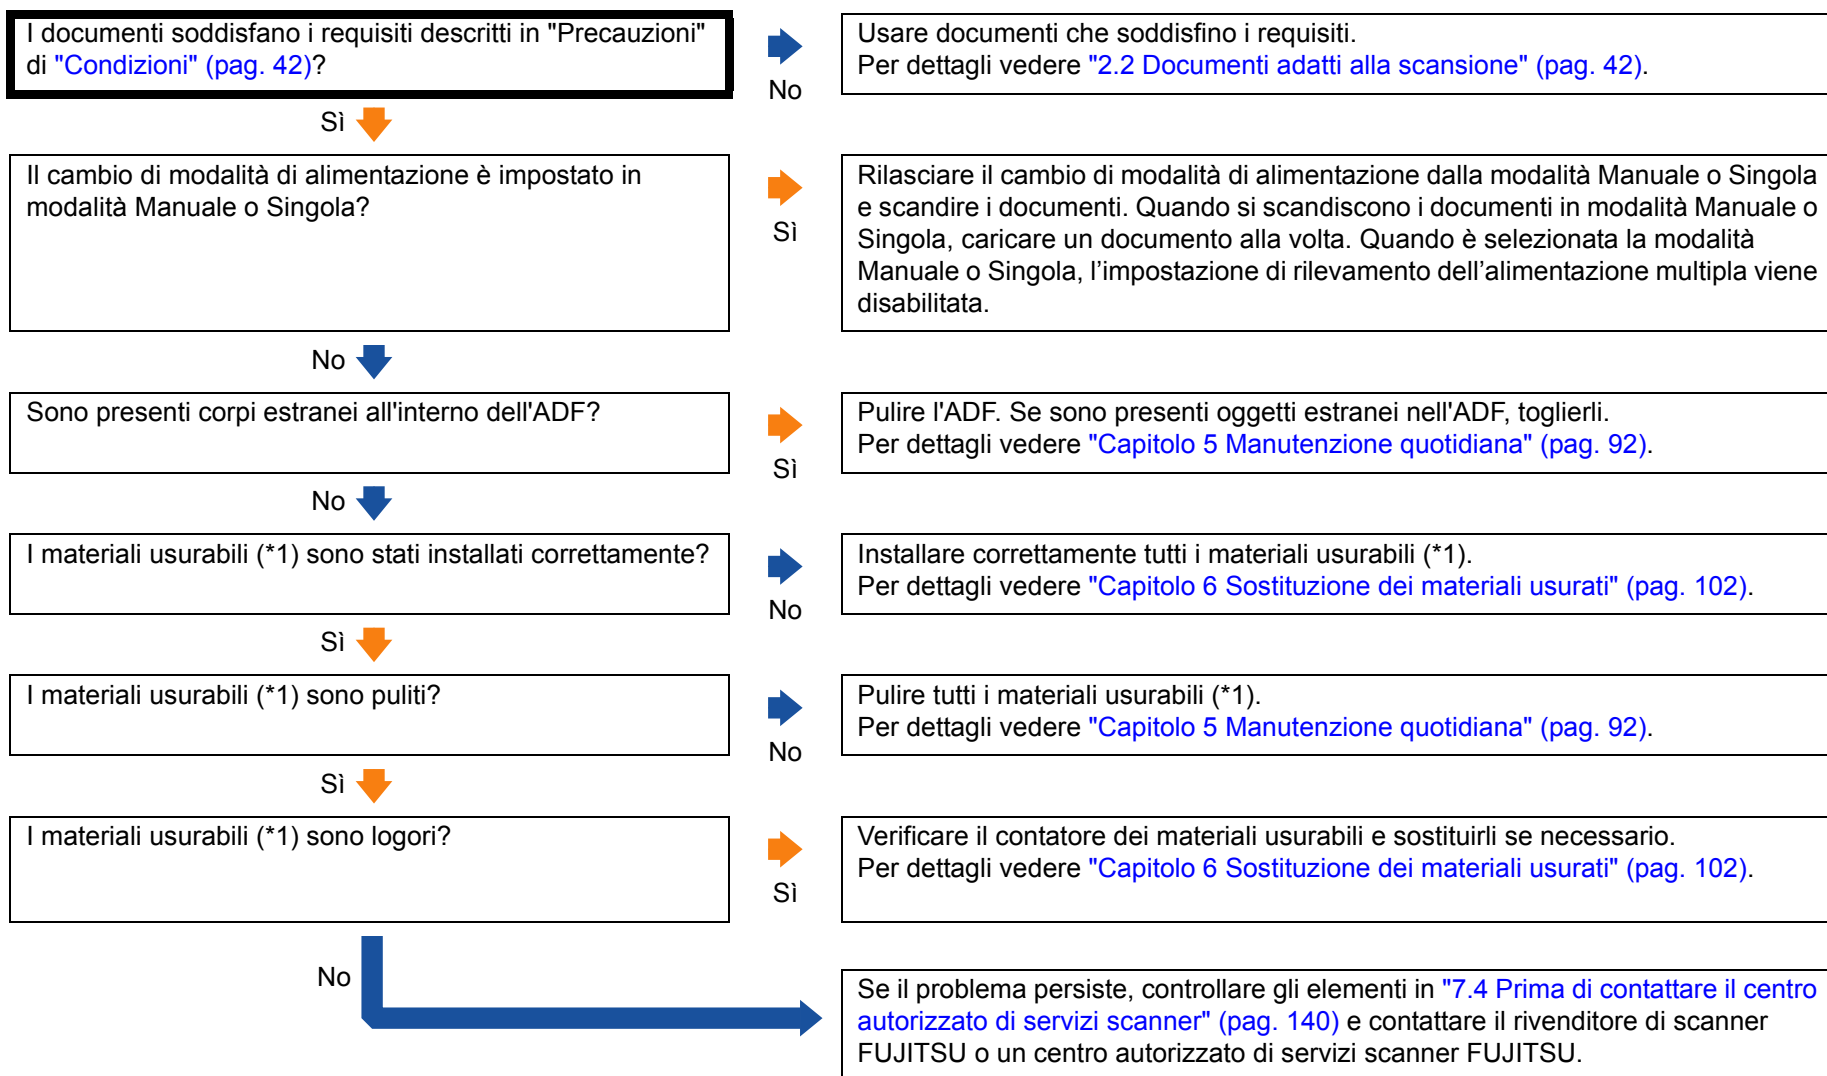 I documenti soddisfano i requisiti descritti in "Precauzioni"
di "Condizioni" (pag. 42)?
No
Usare documenti che soddisfino i requisiti.
Per dettagli vedere "2.2 Documenti adatti alla scansione" (pag. 42).
Sì
Il cambio di modalità di alimentazione è impostato in
modalità Manuale o Singola?
Sì
Rilasciare il cambio di modalità di alimentazione dalla modalità Manuale o Singola
e scandire i documenti. Quando si scandiscono i documenti in modalità Manuale o
Singola, caricare un documento alla volta. Quando è selezionata la modalità
Manuale o Singola, l’impostazione di rilevamento dell’alimentazione multipla viene
disabilitata.
No
Sono presenti corpi estranei all'interno dell'ADF?
Sì
Pulire l'ADF. Se sono presenti oggetti estranei nell'ADF, toglierli.
Per dettagli vedere "Capitolo 5 Manutenzione quotidiana" (pag. 92).
No
I materiali usurabili (*1) sono stati installati correttamente?
No
Installare correttamente tutti i materiali usurabili (*1).
Per dettagli vedere "Capitolo 6 Sostituzione dei materiali usurati" (pag. 102).
Sì
I materiali usurabili (*1) sono puliti?
No
Pulire tutti i materiali usurabili (*1).
Per dettagli vedere "Capitolo 5 Manutenzione quotidiana" (pag. 92).
Sì
I materiali usurabili (*1) sono logori?
Sì
Verificare il contatore dei materiali usurabili e sostituirli se necessario.
Per dettagli vedere "Capitolo 6 Sostituzione dei materiali usurati" (pag. 102).
No
Se il problema persiste, controllare gli elementi in "7.4 Prima di contattare il centro
autorizzato di servizi scanner" (pag. 140) e contattare il rivenditore di scanner
FUJITSU o un centro autorizzato di servizi scanner FUJITSU.